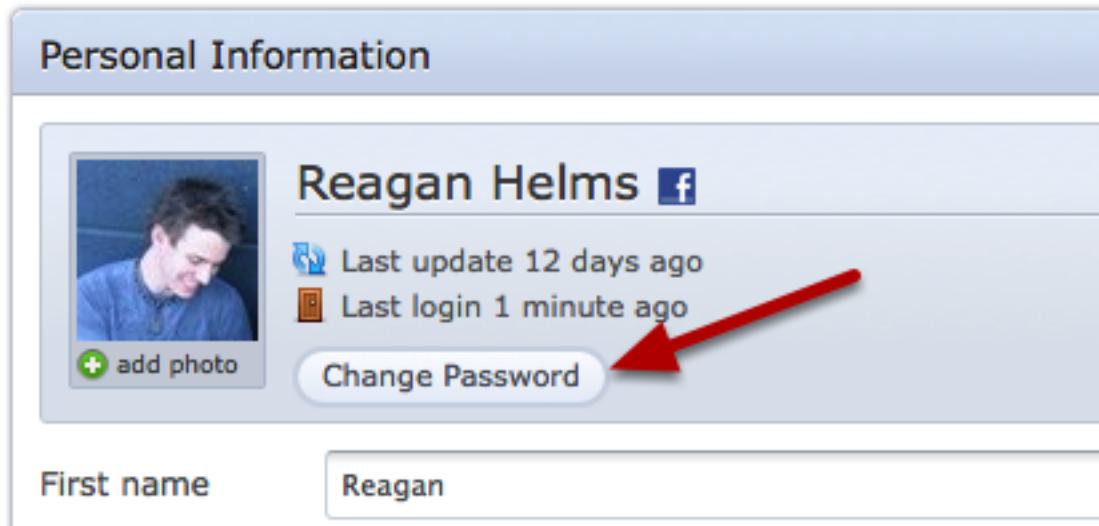 Personal Information
Reagan Helms f
Last update 12 days ago
Last login 1 minute ago
add photo
Change Password
First name
Reagan